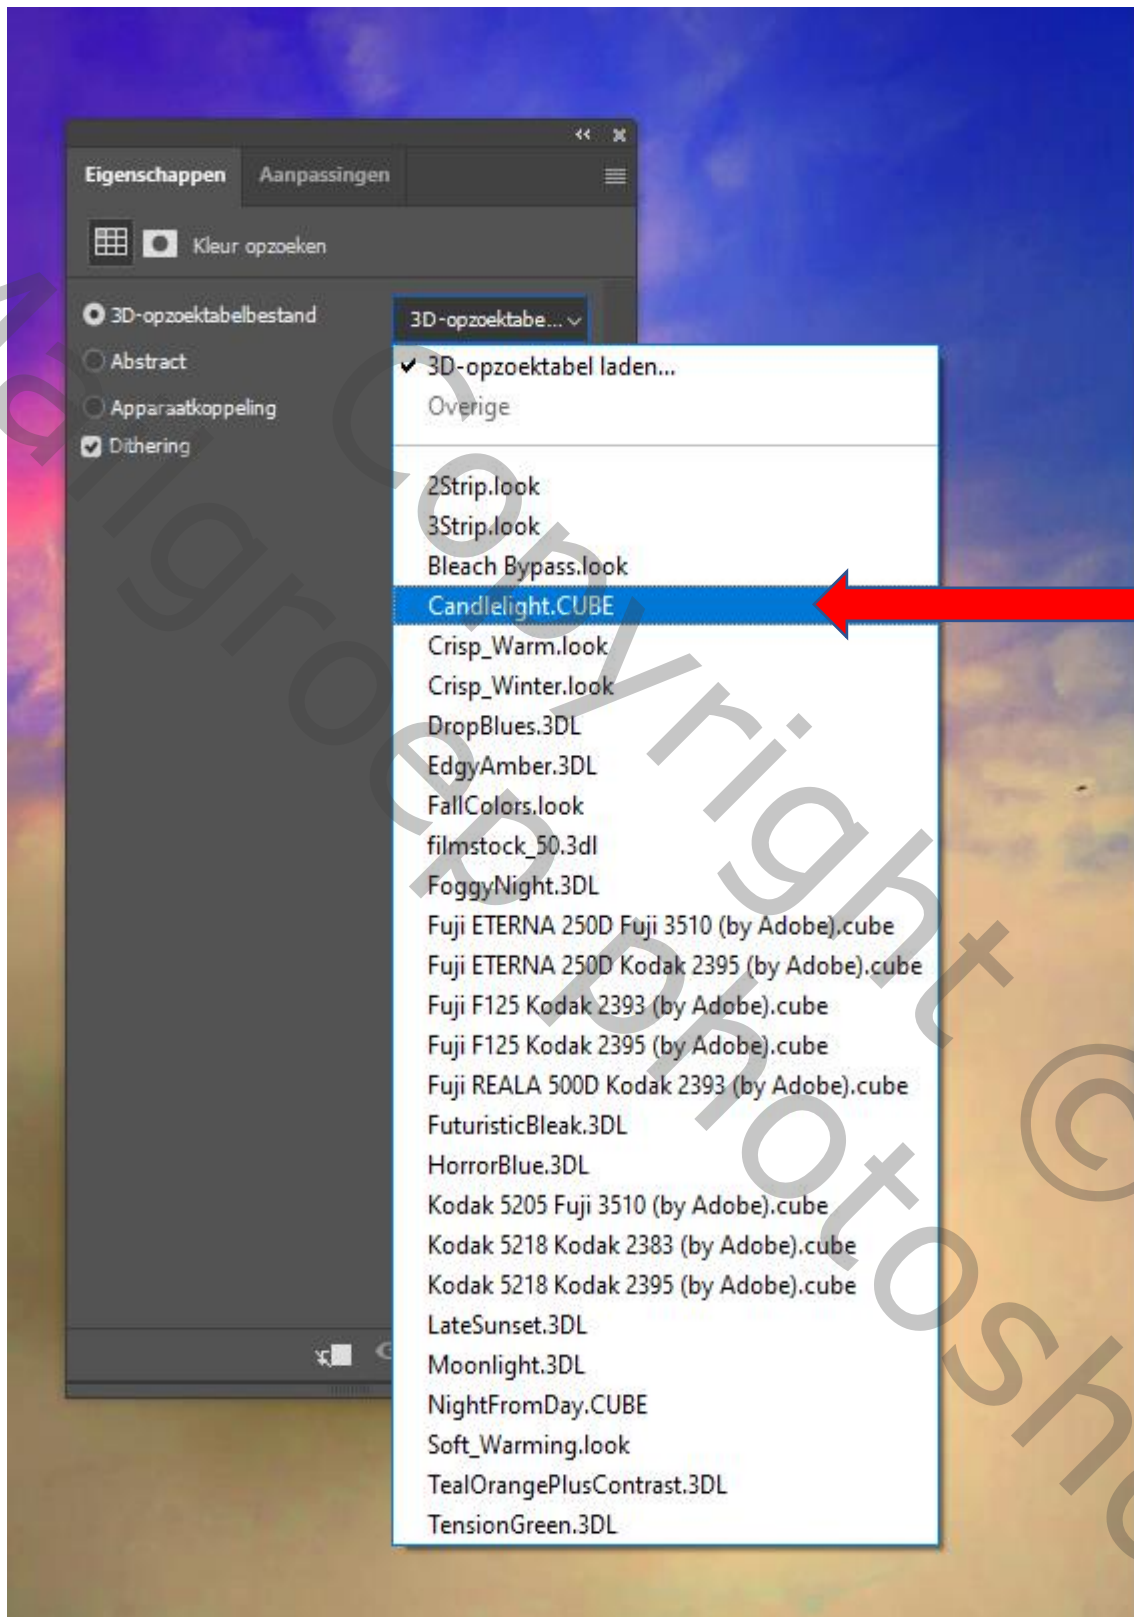 Eigenschappen Aanpassingen
Kleur opzoeken
3D-opzoektabelbestand 3D-opzoektabe...
Abstract
Apparaatkoppeling
Dithering
3D-opzoektabel laden...
Overige
2Strip.look
3Strip.look
Bleach Bypass.look
Candlelight.CUBE
Crisp_Warm.look
Crisp_Winter.look
DropBlues.3DL
EdgyAmber.3DL
FallColors.look
filmstock_50.3dl
FoggyNight.3DL
Fuji ETERNA 250D Fuji 3510 (by Adobe).cube
Fuji ETERNA 250D Kodak 2395 (by Adobe).cube
Fuji F125 Kodak 2393 (by Adobe).cube
Fuji F125 Kodak 2395 (by Adobe).cube
Fuji REALA 500D Kodak 2393 (by Adobe).cube
FuturisticBleak.3DL
HorrorBlue.3DL
Kodak 5205 Fuji 3510 (by Adobe).cube
Kodak 5218 Kodak 2383 (by Adobe).cube
Kodak 5218 Kodak 2395 (by Adobe).cube
LateSunset.3DL
Moonlight.3DL
NightFromDay.CUBE
Soft_Warming.look
TealOrangePlusContrast.3DL
TensionGreen.3DL
Copyright ©